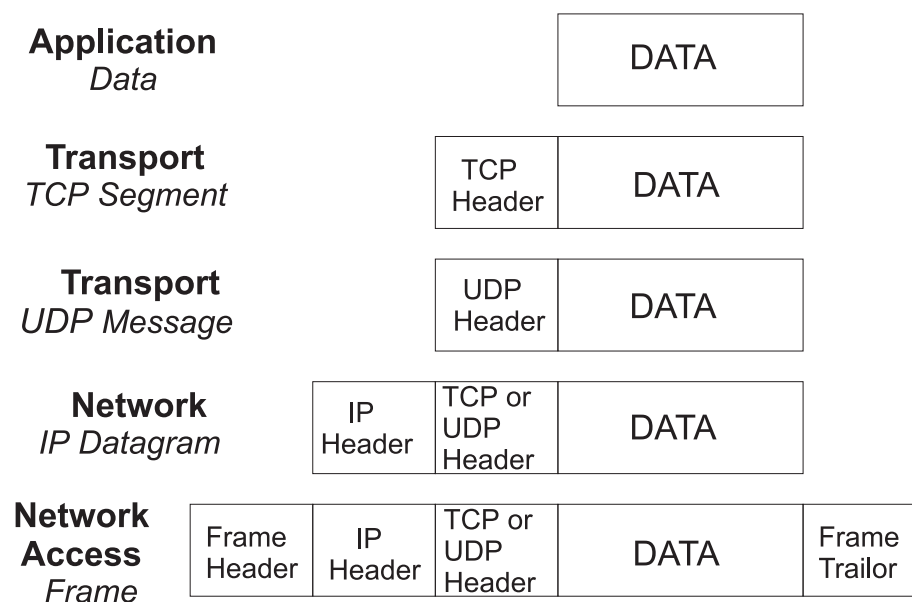 Application
Data
DATA
Transport
TCP Segment
TCP
Header
DATA
Transport
UDP Message
UDP
Header
DATA
Network
IP Datagram
IP
Header
TCP or
UDP
Header
DATA
Network
Access
Frame
Frame
Header
IP
Header
TCP or
UDP
Header
DATA
Frame
Trailor